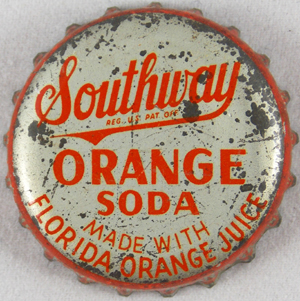 Southway
REG. U.S. PAT. OFF.
ORANGE
SODA
MADE WITH
FLORIDA ORANGE JUICE